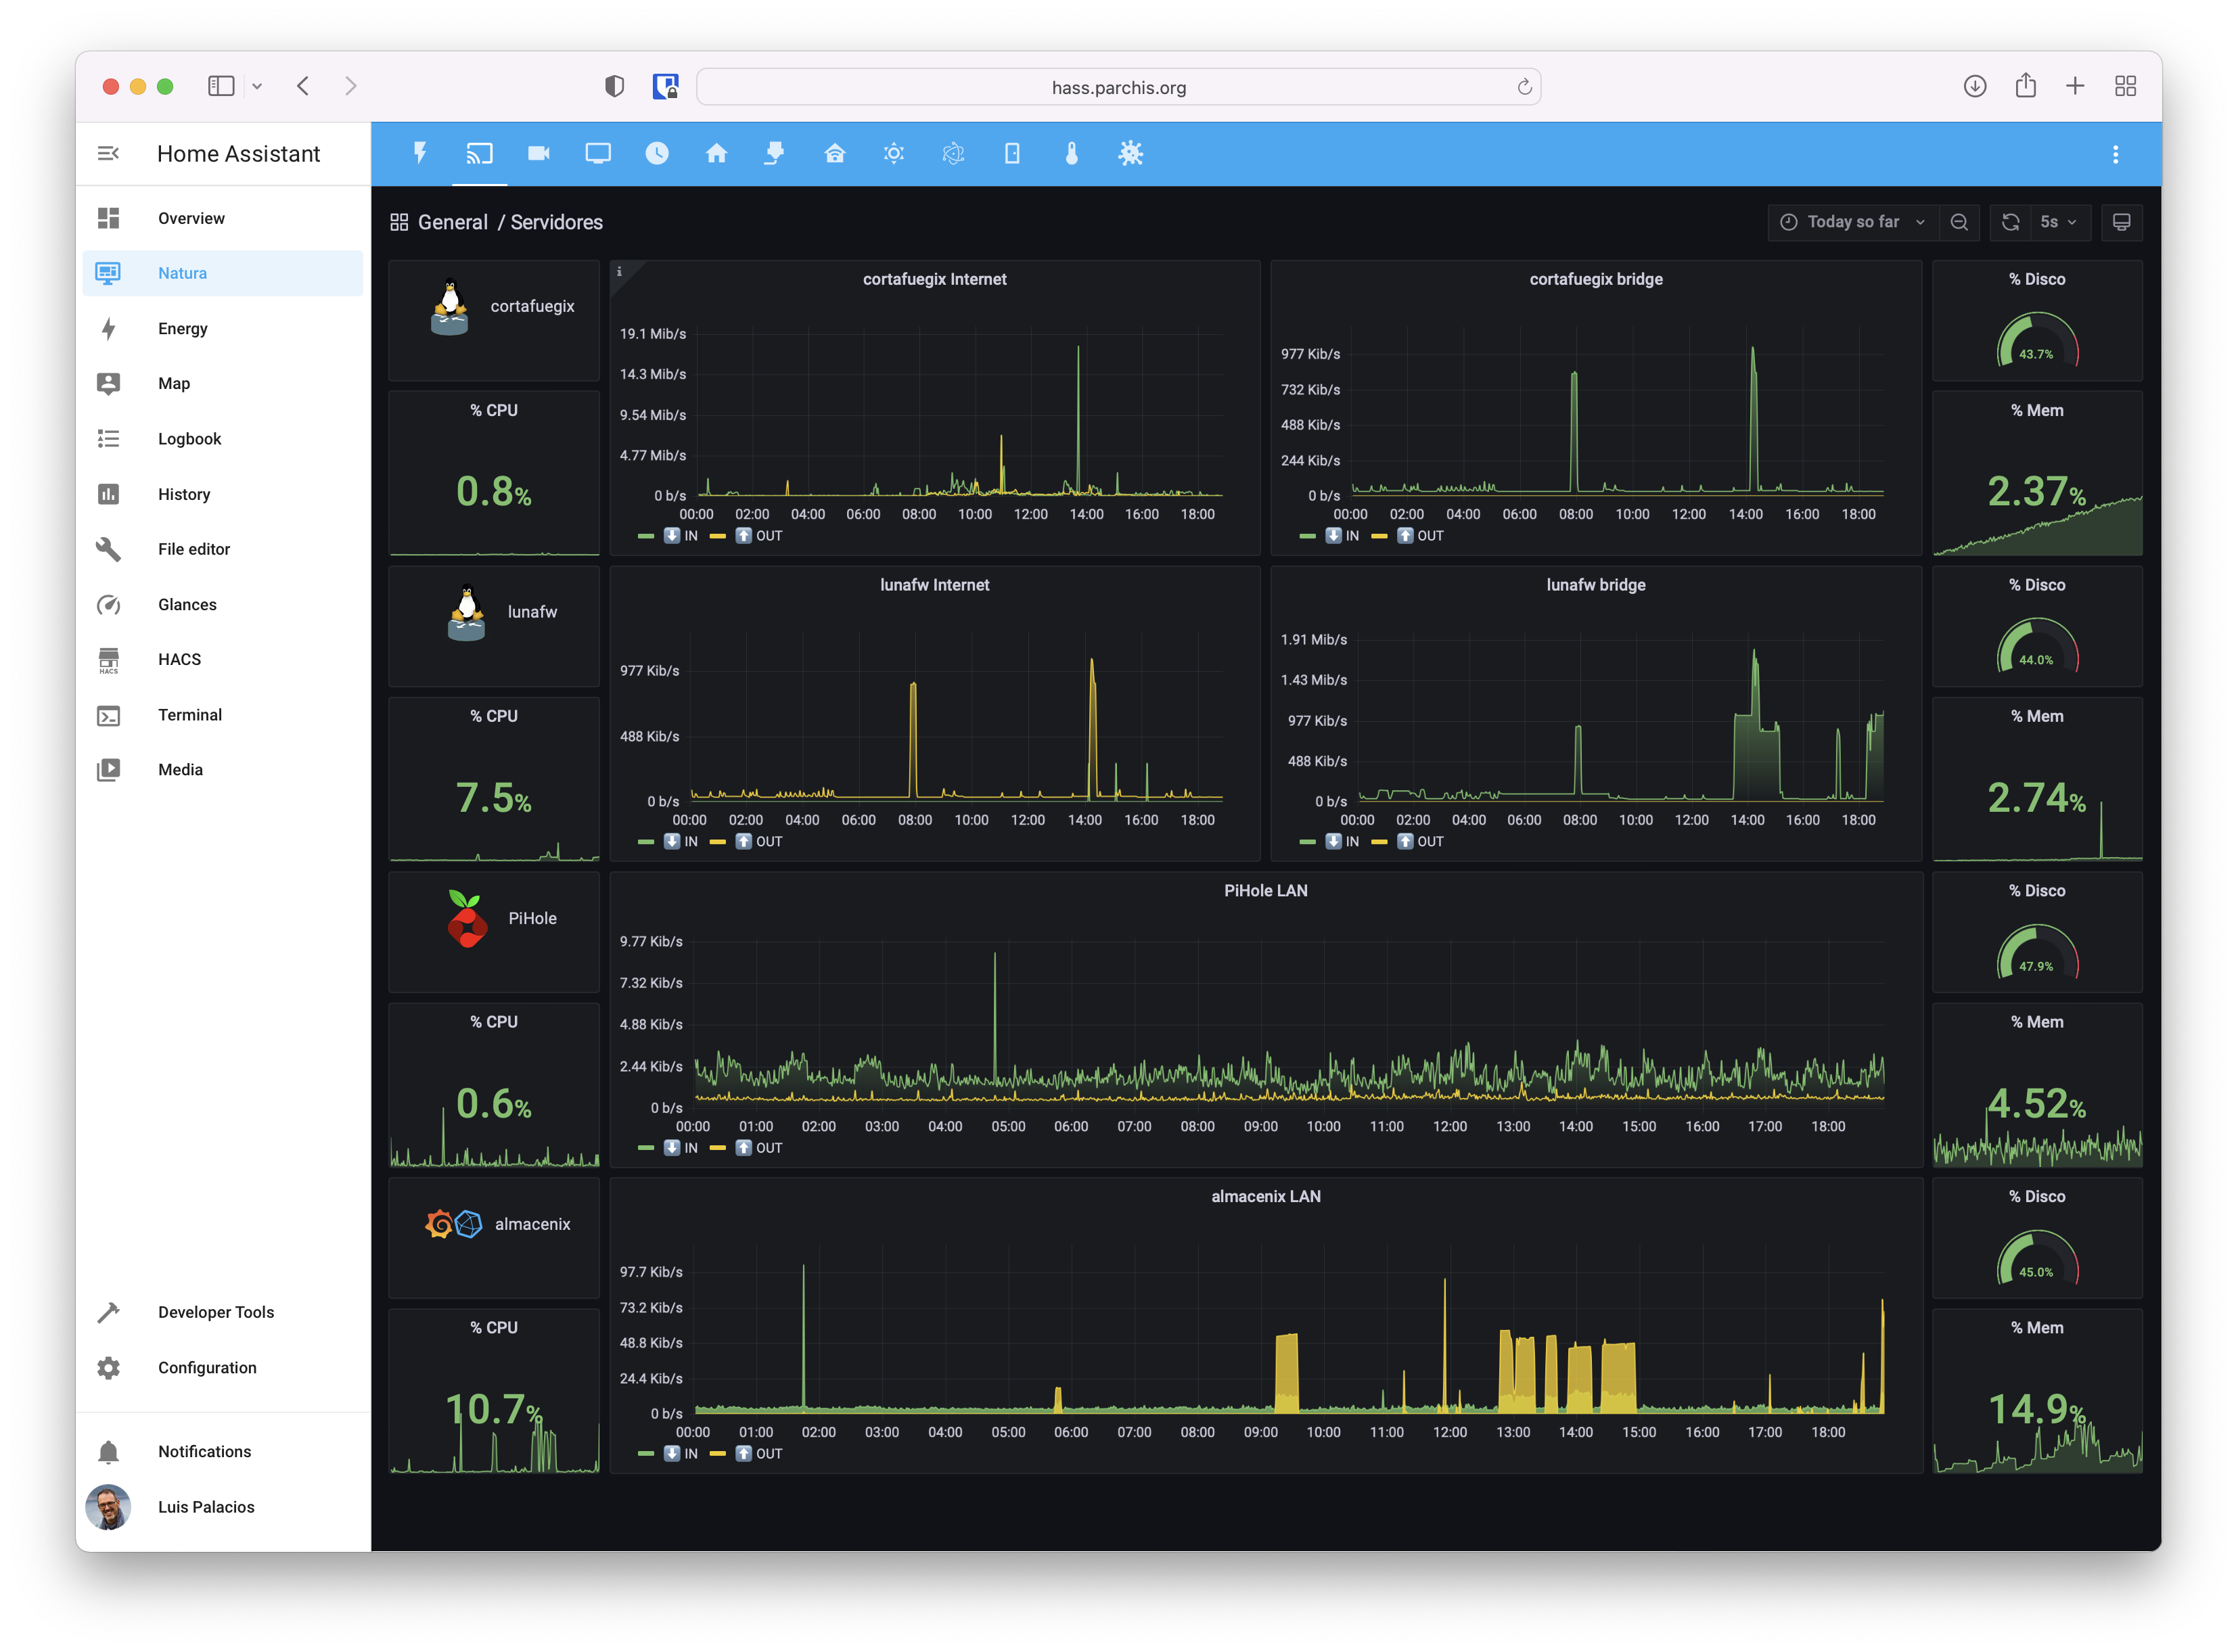 hass.parchis.org
Home Assistant
Overview
Natura
Energy
Map
Logbook
History
File editor
Glances
HACS
HACS
Terminal
Media
Developer Tools
Configuration
Notifications
Luis Palacios
General / Servidores
Today so far
5s
cortafuegix
% CPU
0.8%
i
cortafuegix Internet
19.1 Mib/s
14.3 Mib/s
9.54 Mib/s
4.77 Mib/s
0 b/s
00:00 02:00 04:00 06:00 08:00 10:00 12:00 14:00 16:00 18:00
IN OUT
cortafuegix bridge
977 Kib/s
732 Kib/s
488 Kib/s
244 Kib/s
0 b/s
00:00 02:00 04:00 06:00 08:00 10:00 12:00 14:00 16:00 18:00
IN OUT
% Disco
43.7%
% Mem
2.37%
lunafw
% CPU
7.5%
lunafw Internet
977 Kib/s
488 Kib/s
0 b/s
00:00 02:00 04:00 06:00 08:00 10:00 12:00 14:00 16:00 18:00
IN OUT
lunafw bridge
1.91 Mib/s
1.43 Mib/s
977 Kib/s
488 Kib/s
0 b/s
00:00 02:00 04:00 06:00 08:00 10:00 12:00 14:00 16:00 18:00
IN OUT
% Disco
44.0%
% Mem
2.74%
PiHole
% CPU
0.6%
PiHole LAN
9.77 Kib/s
7.32 Kib/s
4.88 Kib/s
2.44 Kib/s
0 b/s
00:00 01:00 02:00 03:00 04:00 05:00 06:00 07:00 08:00 09:00 10:00 11:00 12:00 13:00 14:00 15:00 16:00 17:00 18:00
IN OUT
% Disco
47.9%
% Mem
4.52%
almacenix
% CPU
10.7%
almacenix LAN
97.7 Kib/s
73.2 Kib/s
48.8 Kib/s
24.4 Kib/s
0 b/s
00:00 01:00 02:00 03:00 04:00 05:00 06:00 07:00 08:00 09:00 10:00 11:00 12:00 13:00 14:00 15:00 16:00 17:00 18:00
IN OUT
% Disco
45.0%
% Mem
14.9%